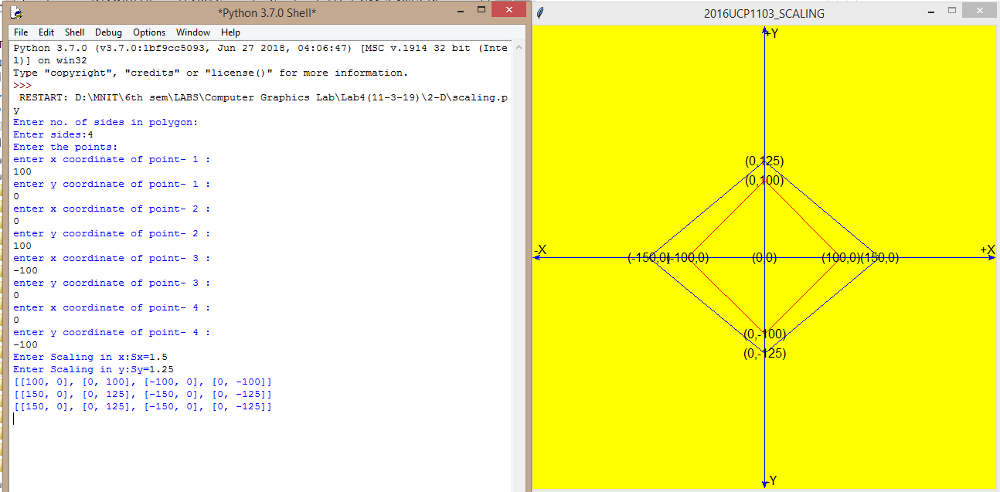 *Python 3.7.0 Shell*
File Edit Shell Debug Options Window Help
Python 3.7.0 (v3.7.0:1bf9cc5093, Jun 27 2018, 04:06:47) [MSC v.1914 32 bit (Inte
l)] on win32
Type "copyright", "credits" or "license()" for more information.
>>>
RESTART: D:\MNIT\6th sem\LABS\Computer Graphics Lab\Lab4(11-3-19)\2-D\scaling.p
y
Enter no. of sides in polygon:
Enter sides:4
Enter the points:
enter x coordinate of point- 1 :
100
enter y coordinate of point- 1 :
0
enter x coordinate of point- 2 :
0
enter y coordinate of point- 2 :
100
enter x coordinate of point- 3 :
-100
enter y coordinate of point- 3 :
0
enter x coordinate of point- 4 :
0
enter y coordinate of point- 4 :
-100
Enter Scaling in x:Sx=1.5
Enter Scaling in y:Sy=1.25
[[100, 0], [0, 100], [-100, 0], [0, -100]]
[[150, 0], [0, 125], [-150, 0], [0, -125]]
[[150, 0], [0, 125], [-150, 0], [0, -125]]
2016UCP1103_SCALING
+Y
(0,125)
(0,100)
-X +X
(-150,0) (-100,0) (0,0) (100,0) (150,0)
(0,-100)
(0,-125)
-Y